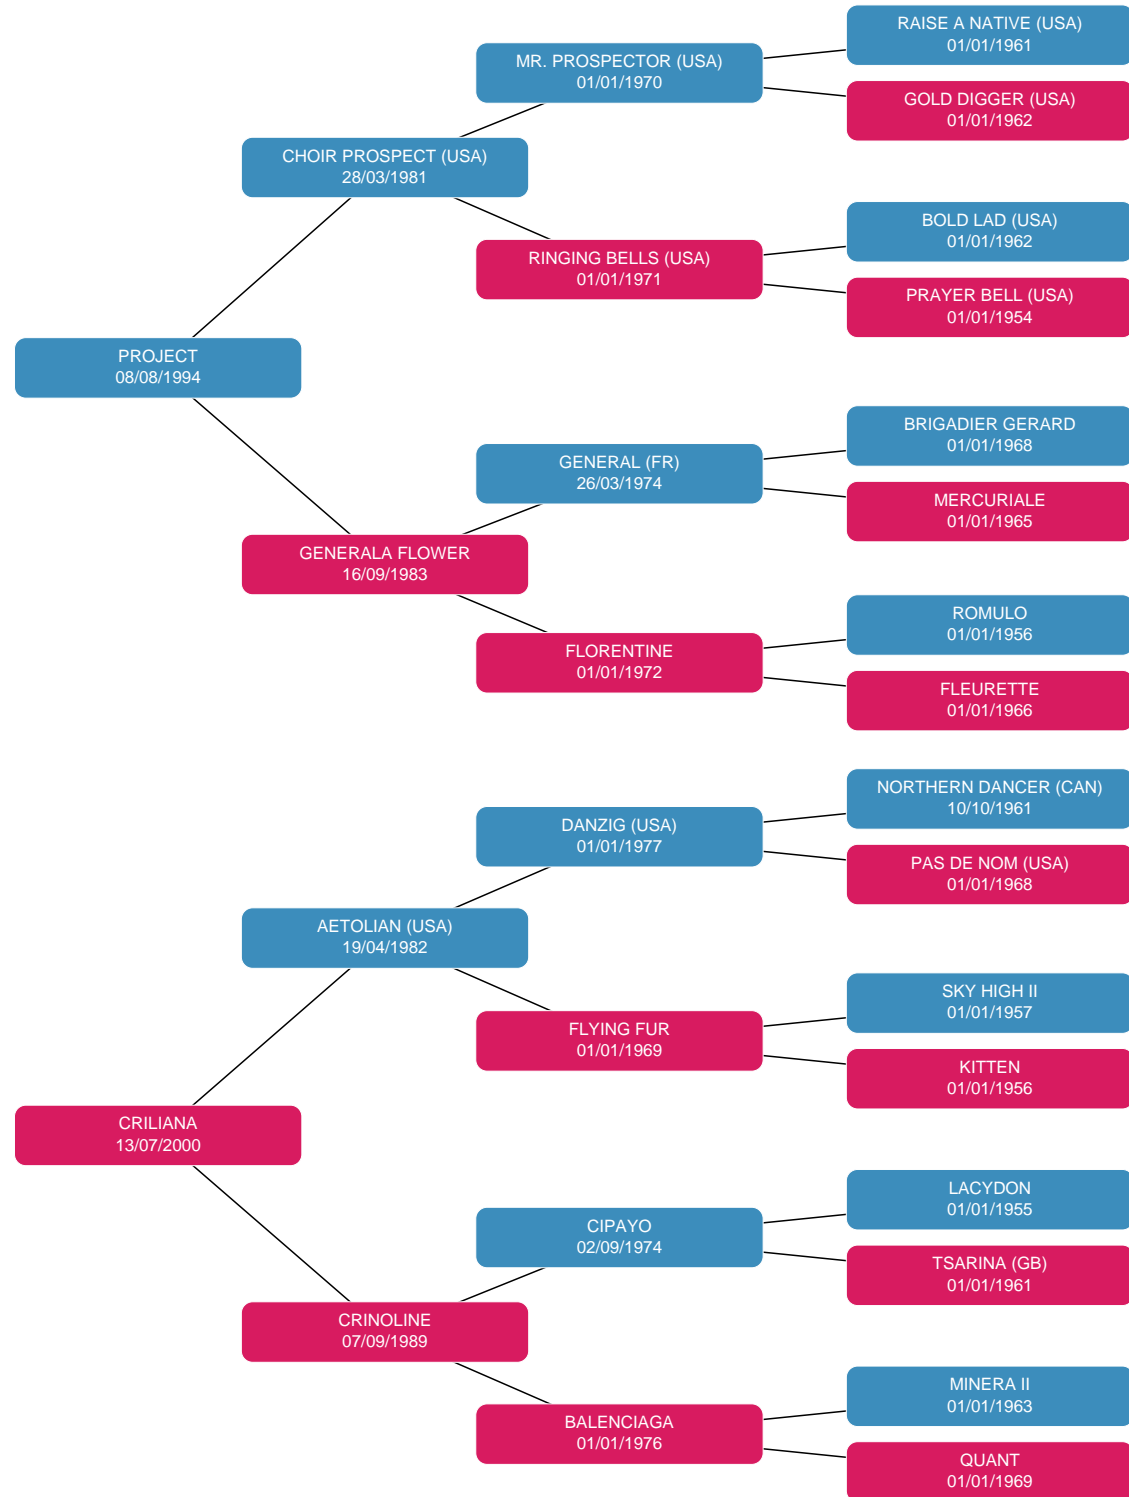 RAISE A NATIVE (USA)
01/01/1961
MR. PROSPECTOR (USA)
01/01/1970
GOLD DIGGER (USA)
01/01/1962
CHOIR PROSPECT (USA)
28/03/1981
BOLD LAD (USA)
01/01/1962
RINGING BELLS (USA)
01/01/1971
PRAYER BELL (USA)
01/01/1954
PROJECT
08/08/1994
BRIGADIER GERARD
01/01/1968
GENERAL (FR)
26/03/1974
MERCURIALE
01/01/1965
GENERALA FLOWER
16/09/1983
ROMULO
01/01/1956
FLORENTINE
01/01/1972
FLEURETTE
01/01/1966
NORTHERN DANCER (CAN)
10/10/1961
DANZIG (USA)
01/01/1977
PAS DE NOM (USA)
01/01/1968
AETOLIAN (USA)
19/04/1982
SKY HIGH II
01/01/1957
FLYING FUR
01/01/1969
KITTEN
01/01/1956
CRILIANA
13/07/2000
LACYDON
01/01/1955
CIPAYO
02/09/1974
TSARINA (GB)
01/01/1961
CRINOLINE
07/09/1989
MINERA II
01/01/1963
BALENCIAGA
01/01/1976
QUANT
01/01/1969